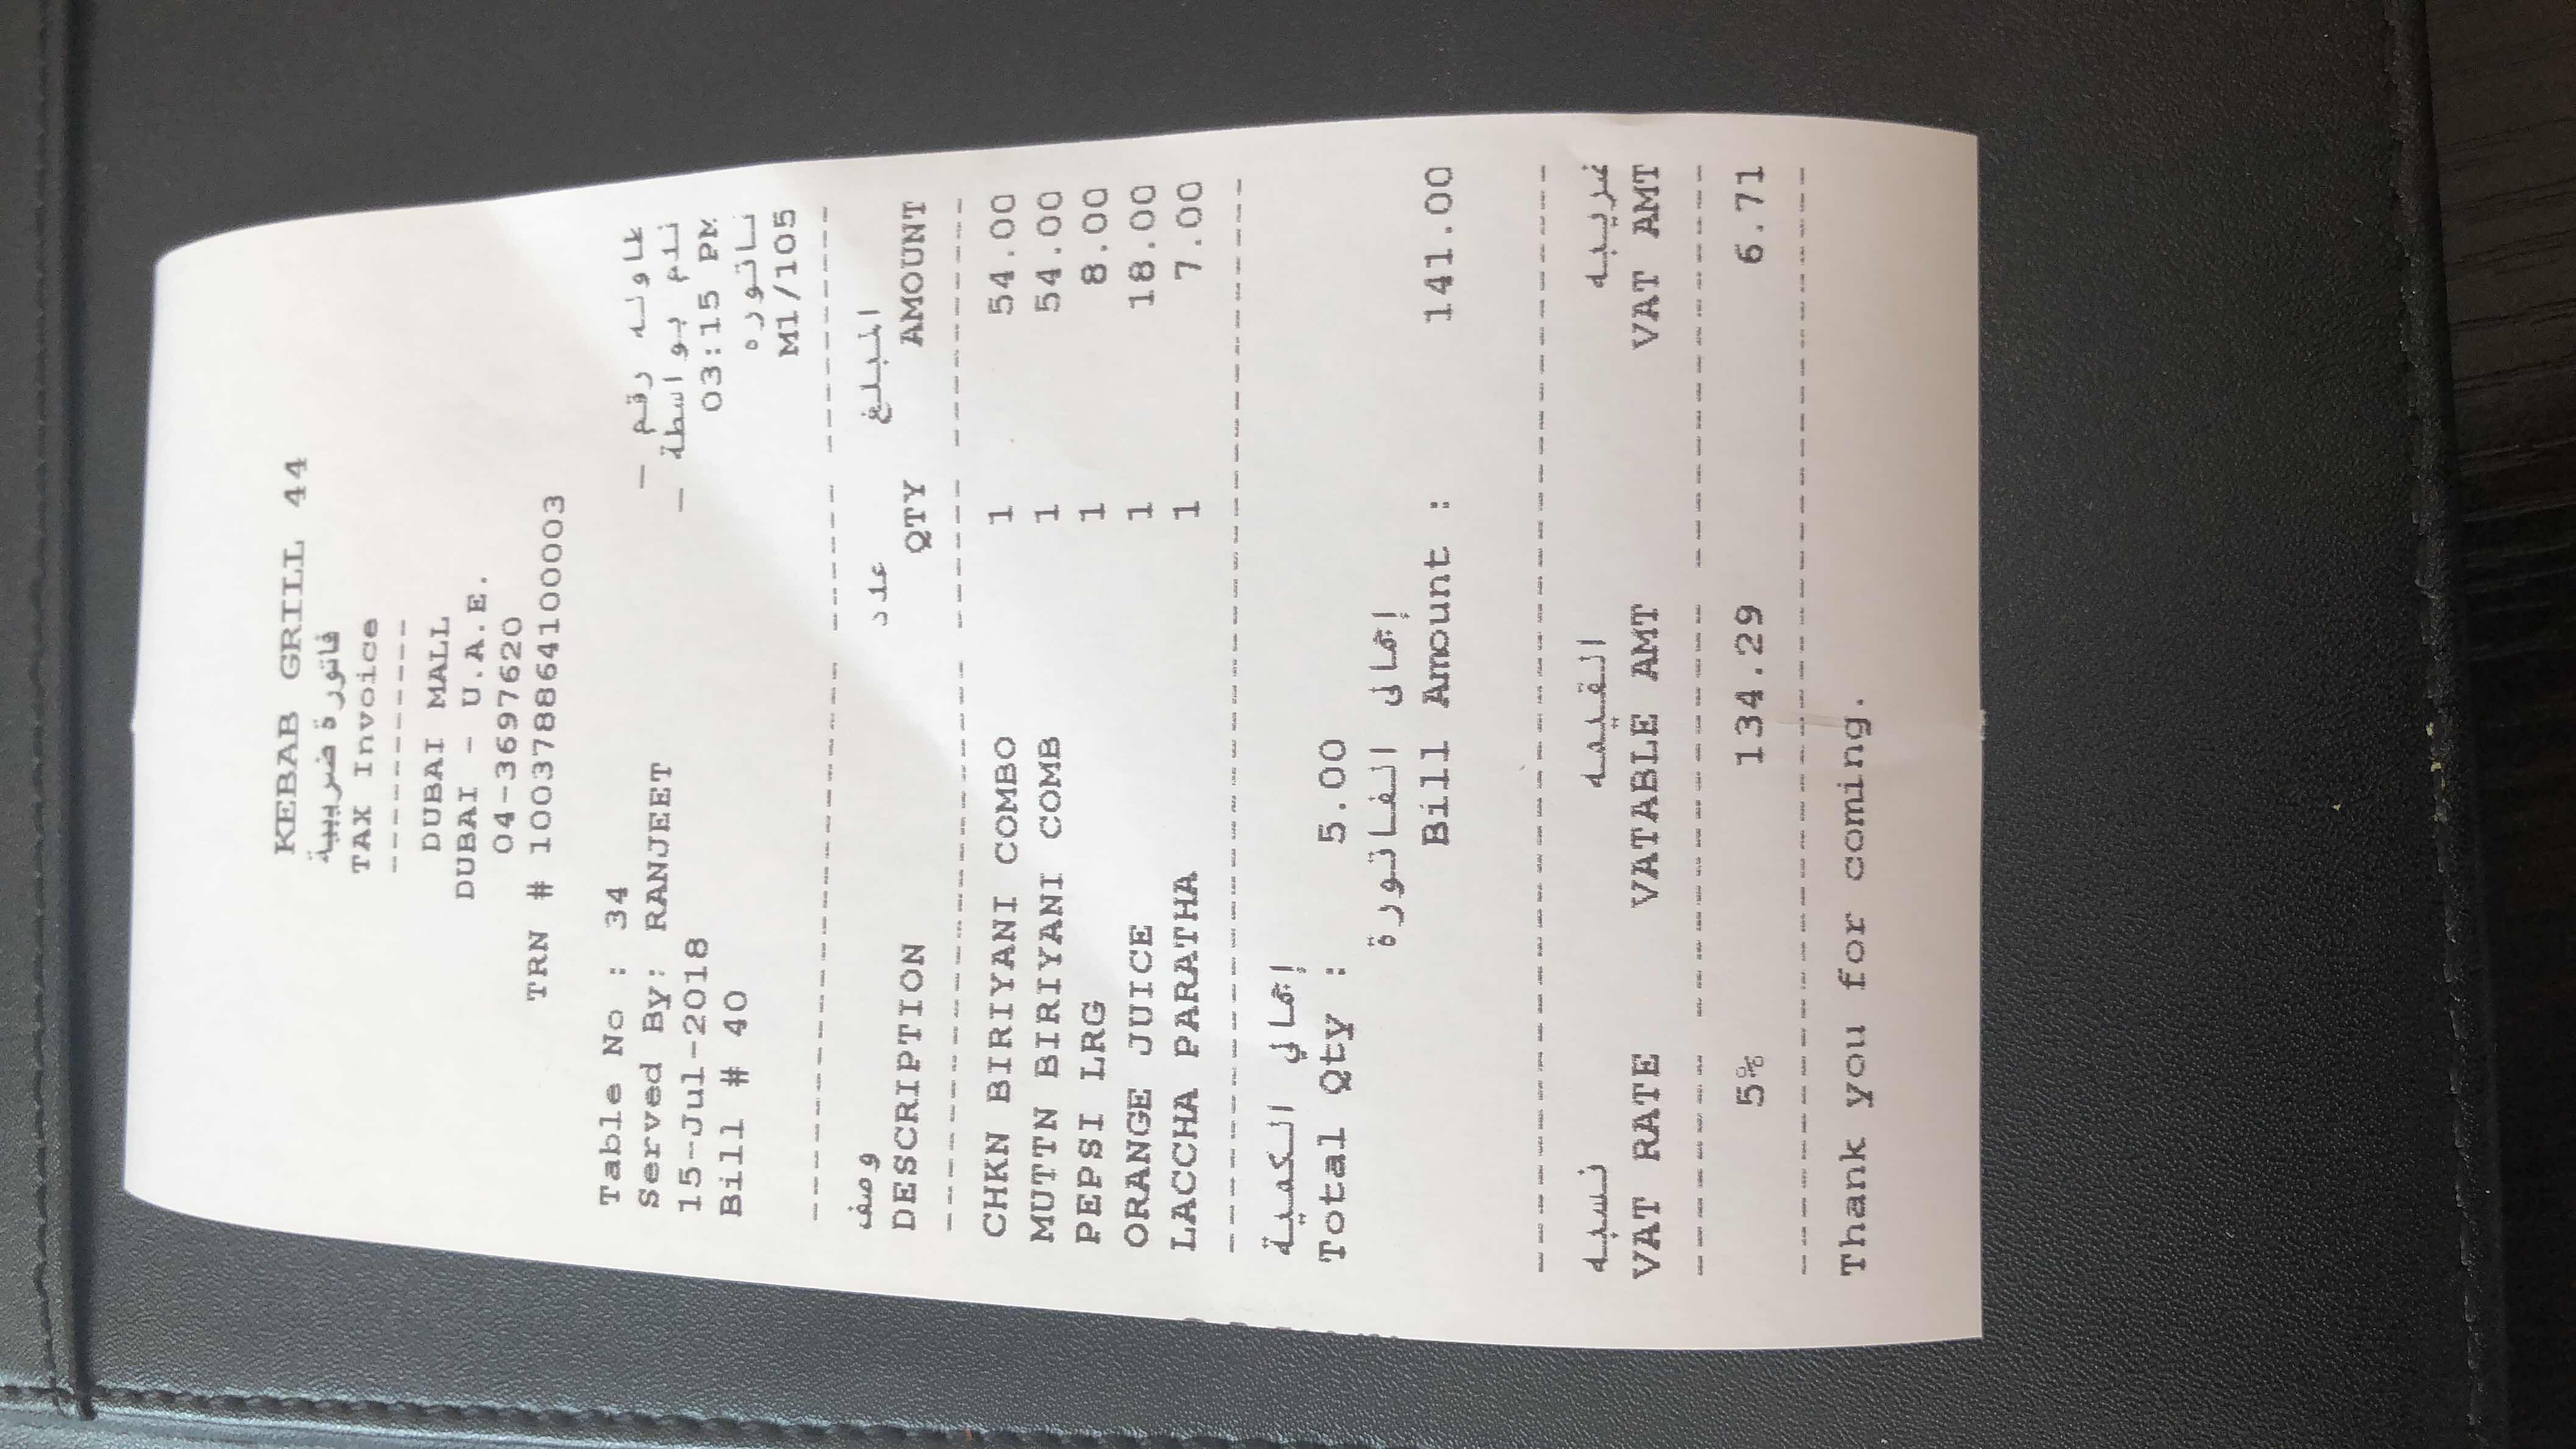 KEBAB GRILL 44
فاتورة ضريبية
TAX Invoice
-----------
DUBAI MALL
DUBAI - U.A.E.
04-3697620
TRN # 100378864100003
Table No : 34 طاوله رقم -
Served By: RANJEET ندم بواسطة -
15-Jul-2018 03:15 PM
Bill # 40 ناتوره
M1/105
وصف عدد المبلغ
DESCRIPTION QTY AMOUNT
CHKN BIRIYANI COMBO 1 54.00
MUTTN BIRIYANI COMB 1 54.00
PEPSI LRG 1 8.00
ORANGE JUICE 1 18.00
LACCHA PARATHA 1 7.00
إجمالي الكمية
Total Qty : 5.00
إجمالى الفاتورة
Bill Amount : 141.00
نسبه القيمه ضريبه
VAT RATE VATABLE AMT VAT AMT
5% 134.29 6.71
Thank you for coming.